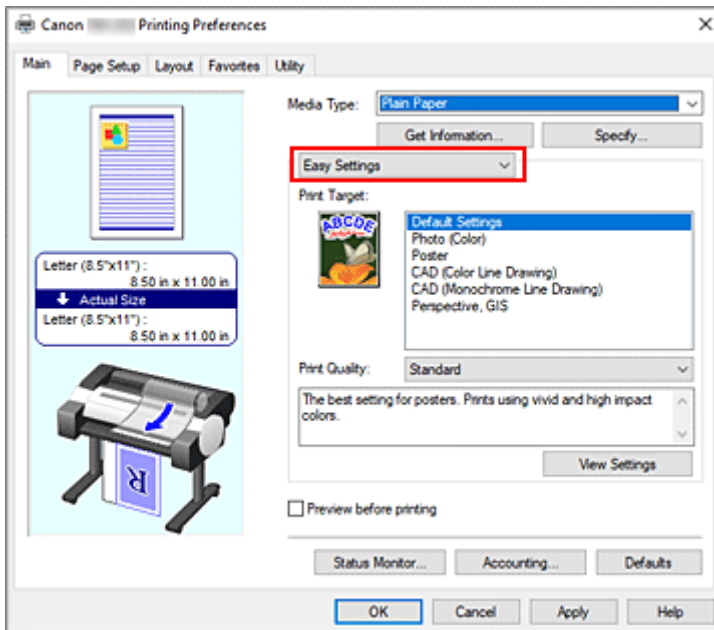 Canon Printing Preferences
Main Page Setup Layout Favorites Utility
Media Type: Plain Paper
Get Information... Specify...
Easy Settings
Print Target:
ABCDE
Default Settings
Photo (Color)
Poster
CAD (Color Line Drawing)
CAD (Monochrome Line Drawing)
Perspective, GIS
Letter (8.5"x11") :
8.50 in x 11.00 in
Actual Size
Letter (8.5"x11") :
8.50 in x 11.00 in
R
Print Quality: Standard
The best setting for posters. Prints using vivid and high impact
colors.
View Settings
Preview before printing
Status Monitor... Accounting... Defaults
OK Cancel Apply Help